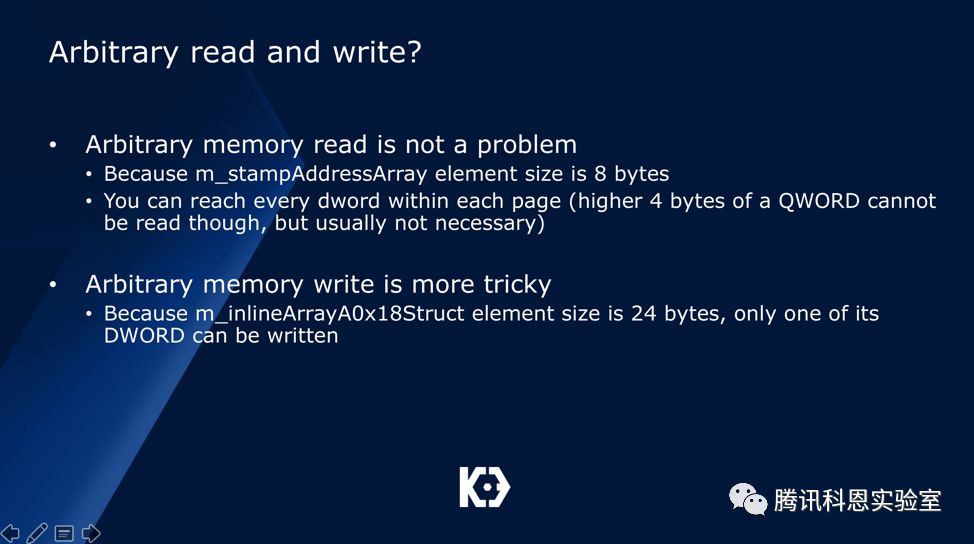 Arbitrary read and write?
• Arbitrary memory read is not a problem
• Because m_stampAddressArray element size is 8 bytes
• You can reach every dword within each page (higher 4 bytes of a QWORD cannot
be read though, but usually not necessary)
• Arbitrary memory write is more tricky
• Because m_inlineArrayA0x18Struct element size is 24 bytes, only one of its
DWORD can be written
腾讯科恩实验室